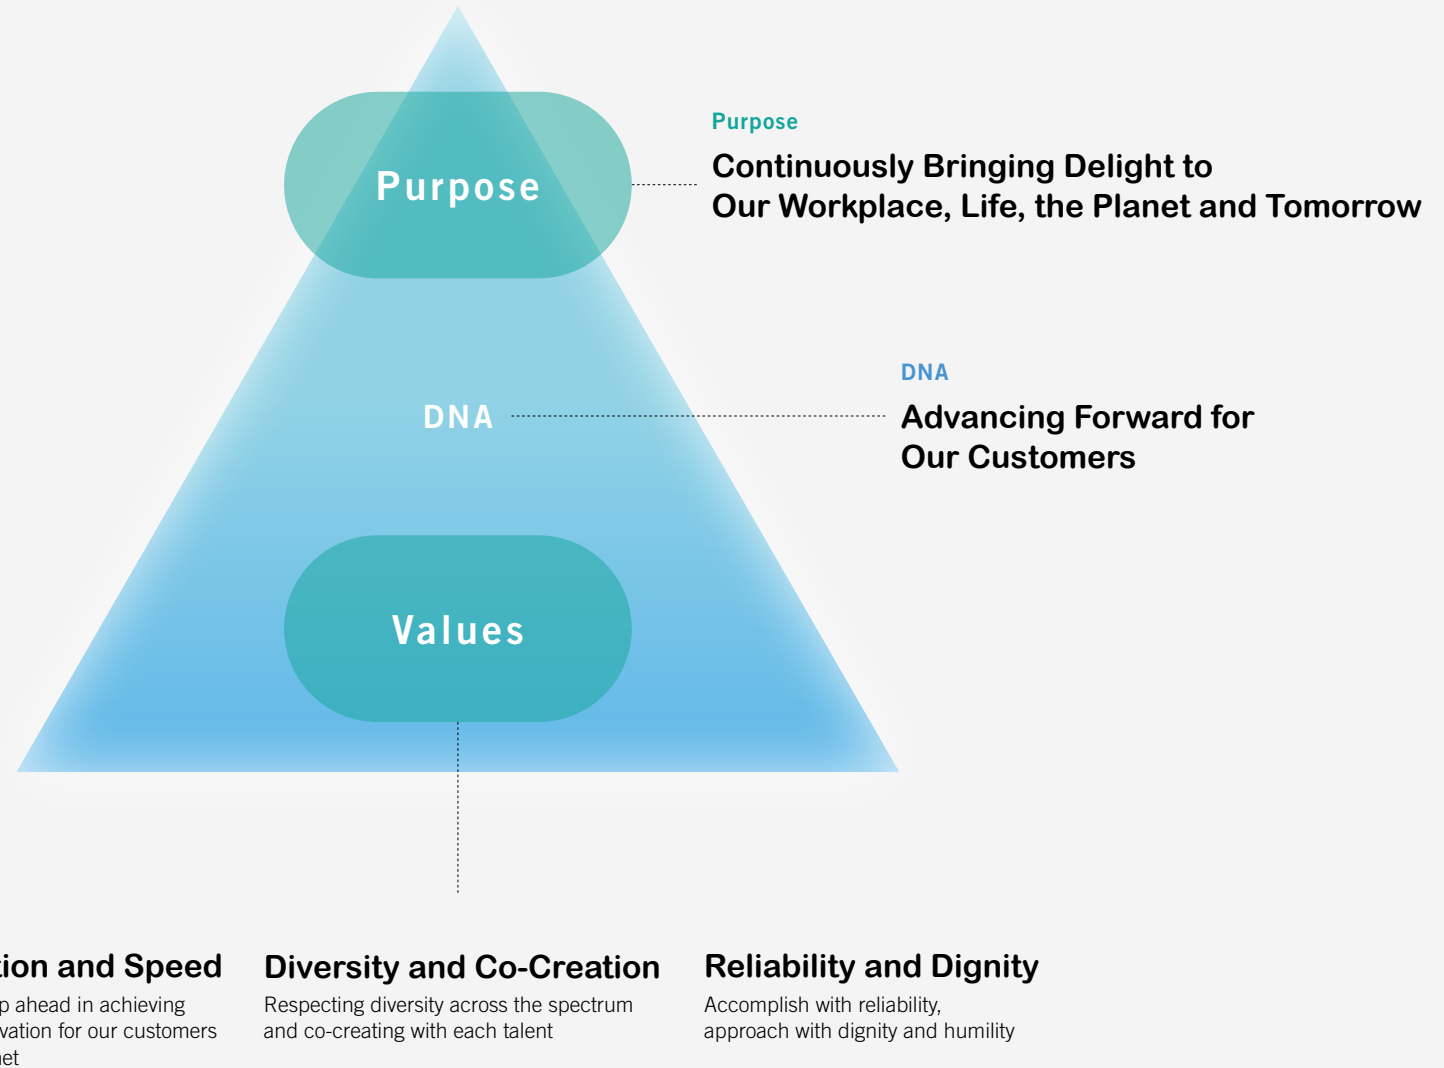 Purpose
Purpose
Continuously Bringing Delight to
Our Workplace, Life, the Planet and Tomorrow
DNA
DNA
Advancing Forward for
Our Customers
Values
and Speed
ahead in achieving
for our customers
Diversity and Co-Creation
Respecting diversity across the spectrum
and co-creating with each talent
Reliability and Dignity
Accomplish with reliability,
approach with dignity and humility